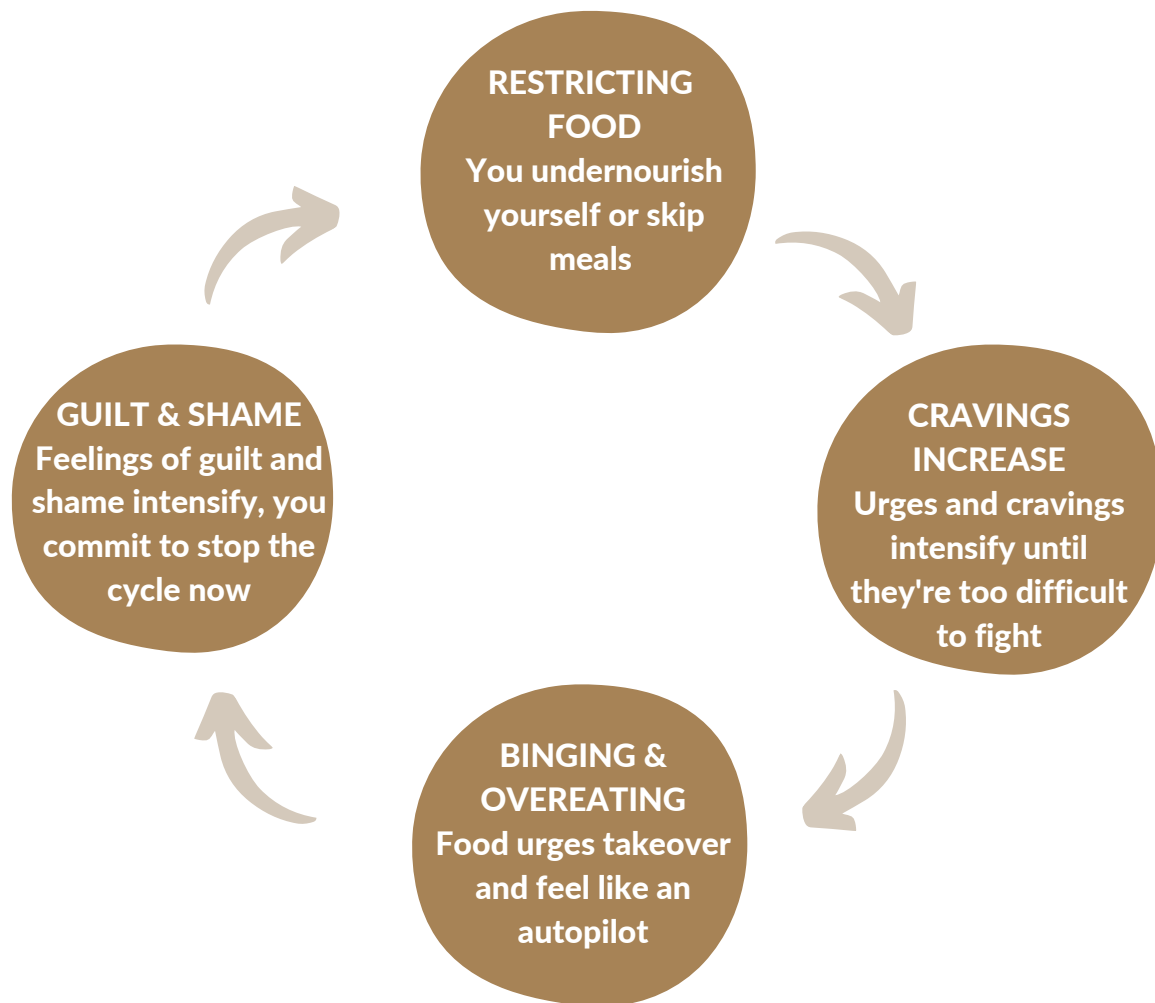 RESTRICTING
FOOD
You undernourish
yourself or skip
meals
CRAVINGS
INCREASE
Urges and cravings
intensify until
they're too difficult
to fight
BINGING &
OVEREATING
Food urges takeover
and feel like an
autopilot
GUILT & SHAME
Feelings of guilt and
shame intensify, you
commit to stop the
cycle now